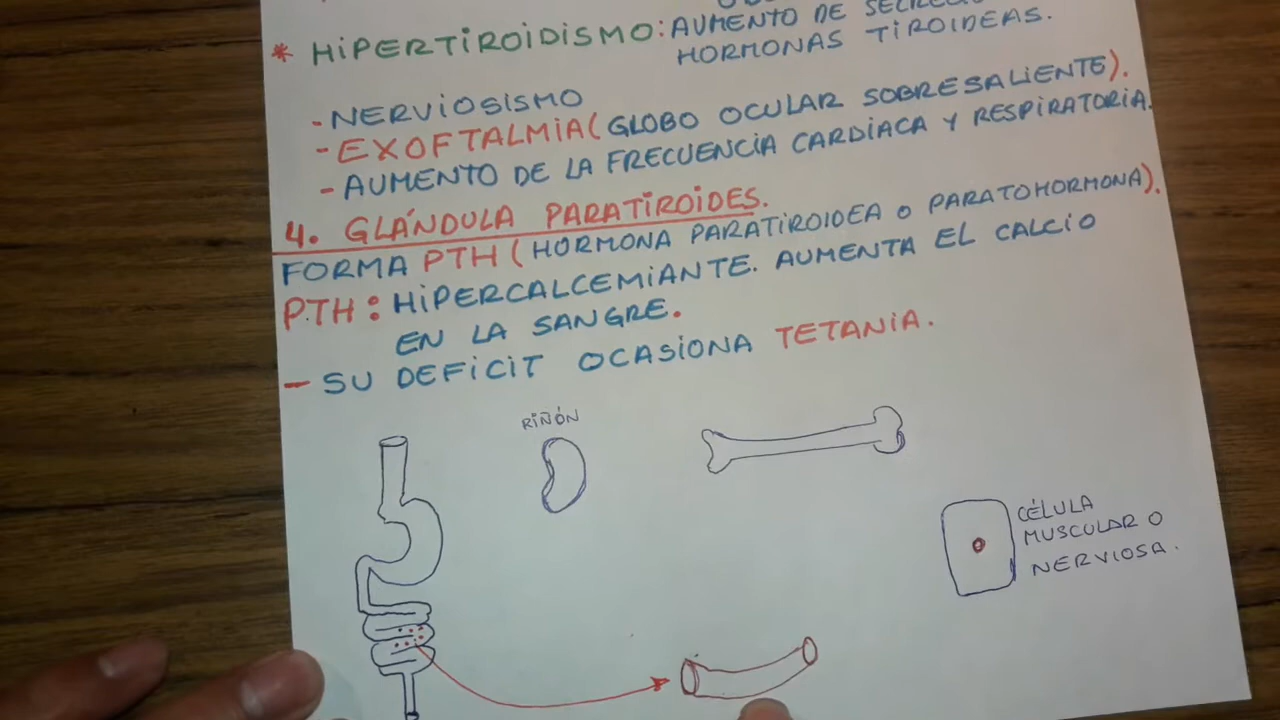 * HIPERTIROIDISMO: AUMENTO DE
HORMONAS TIROIDEAS.
- NERVIOSISMO
- EXOFTALMIA (GLOBO OCULAR SOBRESALIENTE).
- AUMENTO DE LA FRECUENCIA CARDIACA Y RESPIRATORIA.
4. GLÁNDULA PARATIROIDES.
FORMA PTH (HORMONA PARATIROIDEA O PARATOHORMONA).
PTH: HIPERCALCEMIANTE. AUMENTA EL CALCIO
EN LA SANGRE.
- SU DEFICIT OCASIONA TETANIA.
RIÑÓN
CÉLULA
MUSCULAR O
NERVIOSA.